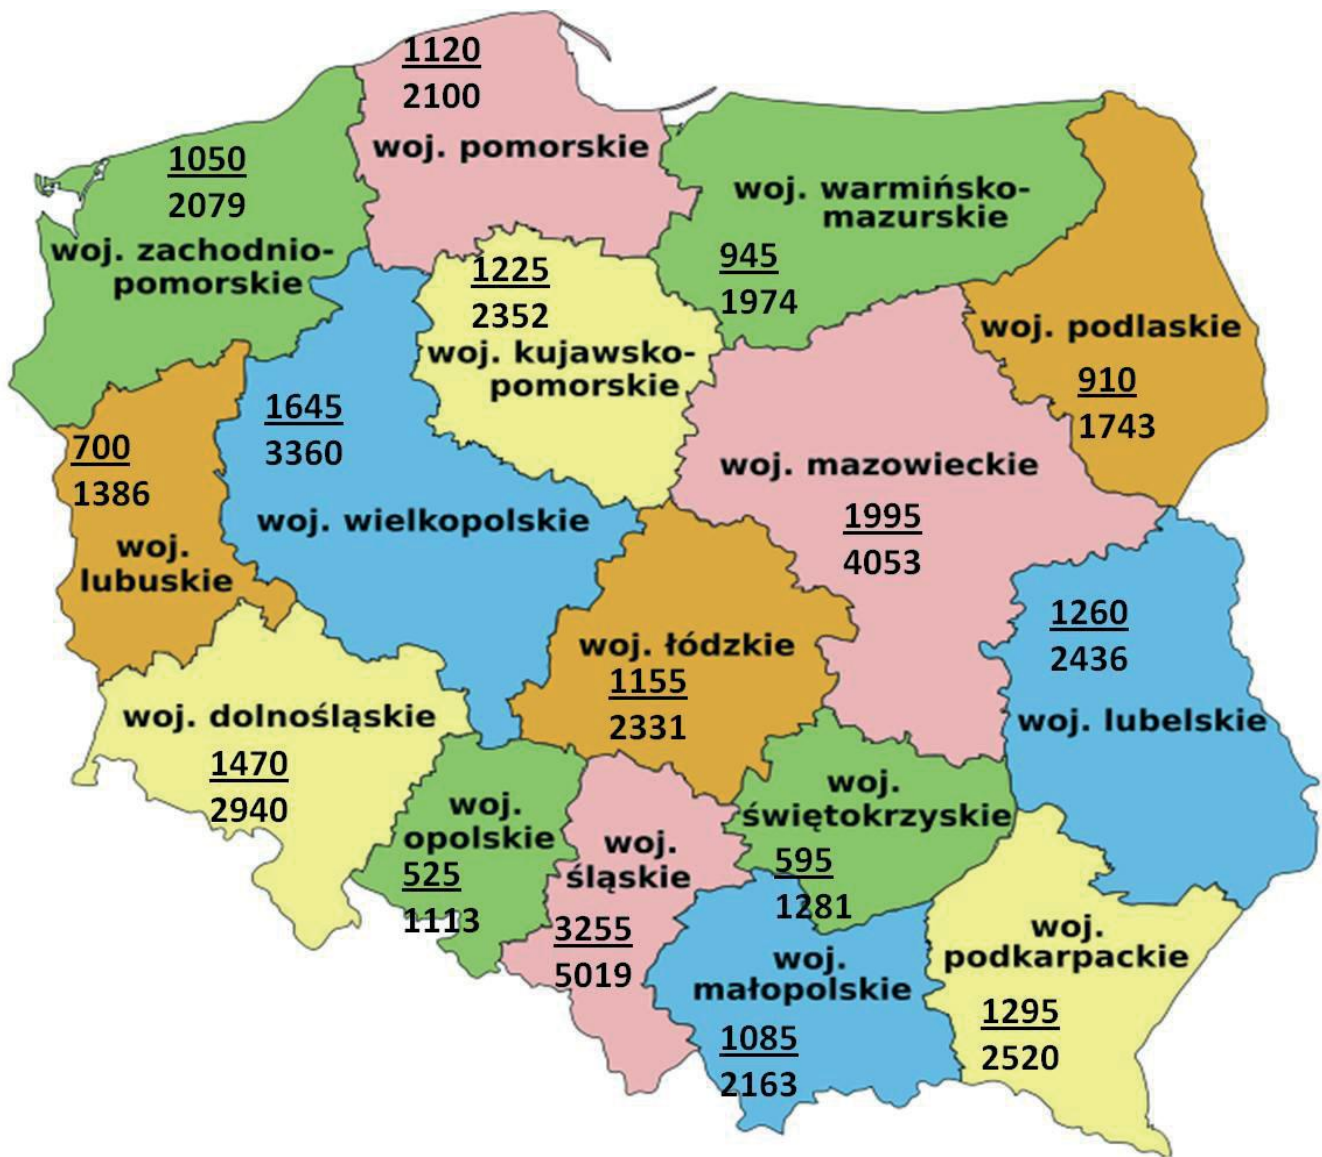 1120
2100
woj. pomorskie
1050
2079
woj. zachodnio-
pomorskie
woj. warmińsko-
mazurskie
945
1974
1225
2352
woj. kujawsko-
pomorskie
woj. podlaskie
910
1743
700
1386
woj.
lubuskie
1645
3360
woj. wielkopolskie
woj. mazowieckie
1995
4053
woj. łódzkie
1155
2331
1260
2436
woj. lubelskie
woj. dolnośląskie
1470
2940
woj.
opolskie
525
1113
woj.
śląskie
3255
5019
woj.
świętokrzyskie
595
1281
woj.
małopolskie
1085
2163
woj.
podkarpackie
1295
2520